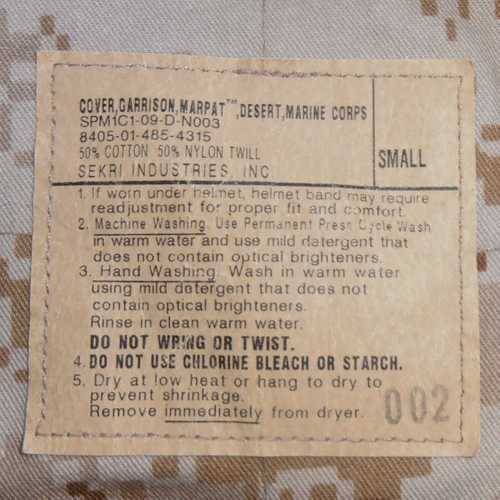 COVER, GARRISON, MARPAT™, DESERT, MARINE CORPS
SPM1C1-09-D-N003
8405-01-485-4315
50% COTTON 50% NYLON TWILL
SEKRI INDUSTRIES, INC.
SMALL
1. If worn under helmet, helmet band may require
readjustment for proper fit and comfort.
2. Machine Washing. Use Permanent Press Cycle Wash
in warm water and use mild detergent that
does not contain optical brighteners.
3. Hand Washing. Wash in warm water
using mild detergent that does not
contain optical brighteners.
Rinse in clean warm water.
DO NOT WRING OR TWIST.
4. DO NOT USE CHLORINE BLEACH OR STARCH.
5. Dry at low heat or hang to dry to
prevent shrinkage.
Remove immediately from dryer.
002